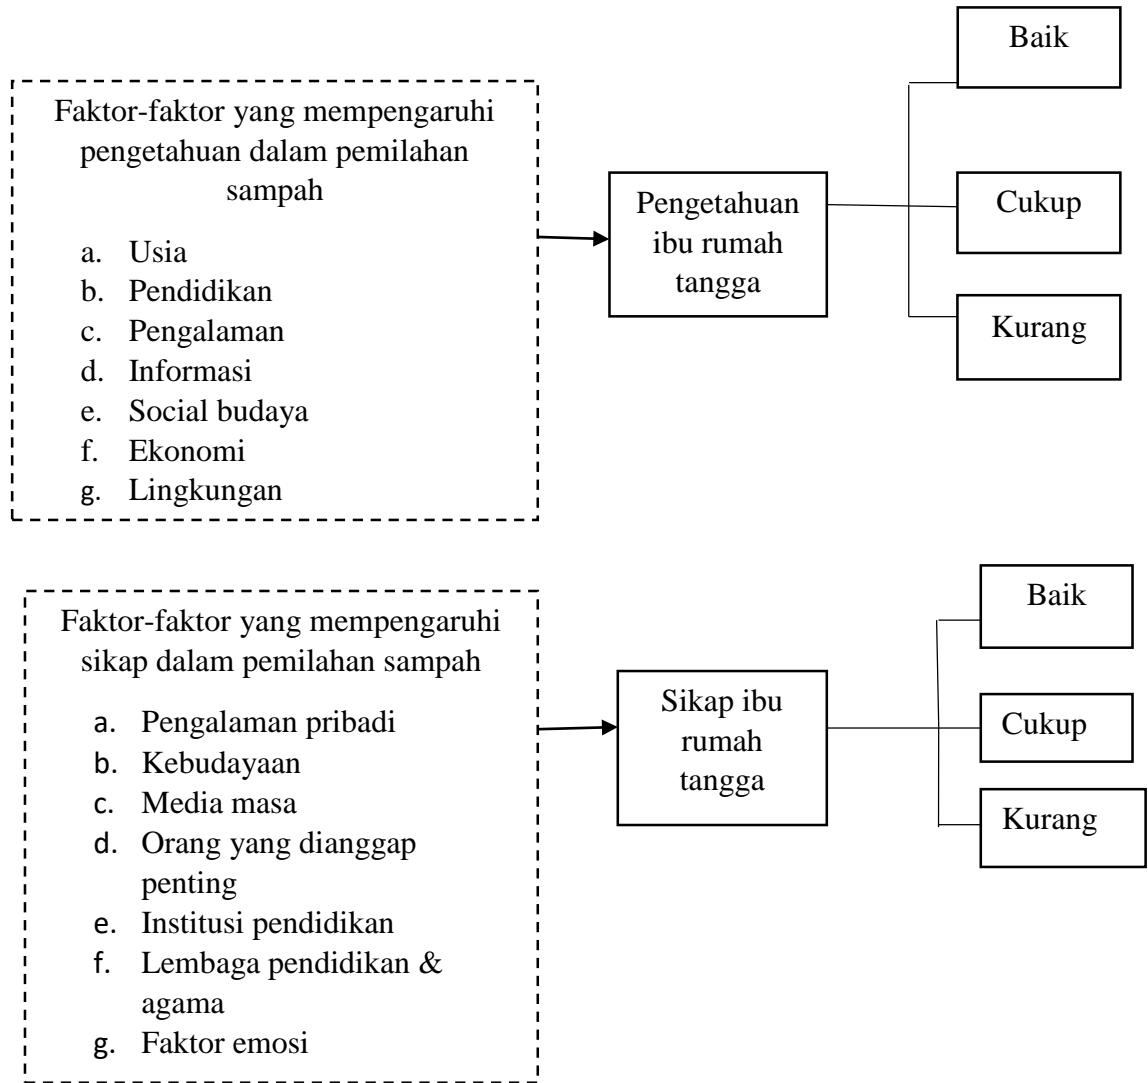 Faktor-faktor yang mempengaruhi
pengetahuan dalam pemilahan
sampah
a. Usia
b. Pendidikan
c. Pengalaman
d. Informasi
e. Social budaya
f. Ekonomi
g. Lingkungan
Pengetahuan
ibu rumah
tangga
Baik
Cukup
Kurang
Faktor-faktor yang mempengaruhi
sikap dalam pemilahan sampah
a. Pengalaman pribadi
b. Kebudayaan
c. Media masa
d. Orang yang dianggap
penting
e. Institusi pendidikan
f. Lembaga pendidikan &
agama
g. Faktor emosi
Sikap ibu
rumah
tangga
Baik
Cukup
Kurang